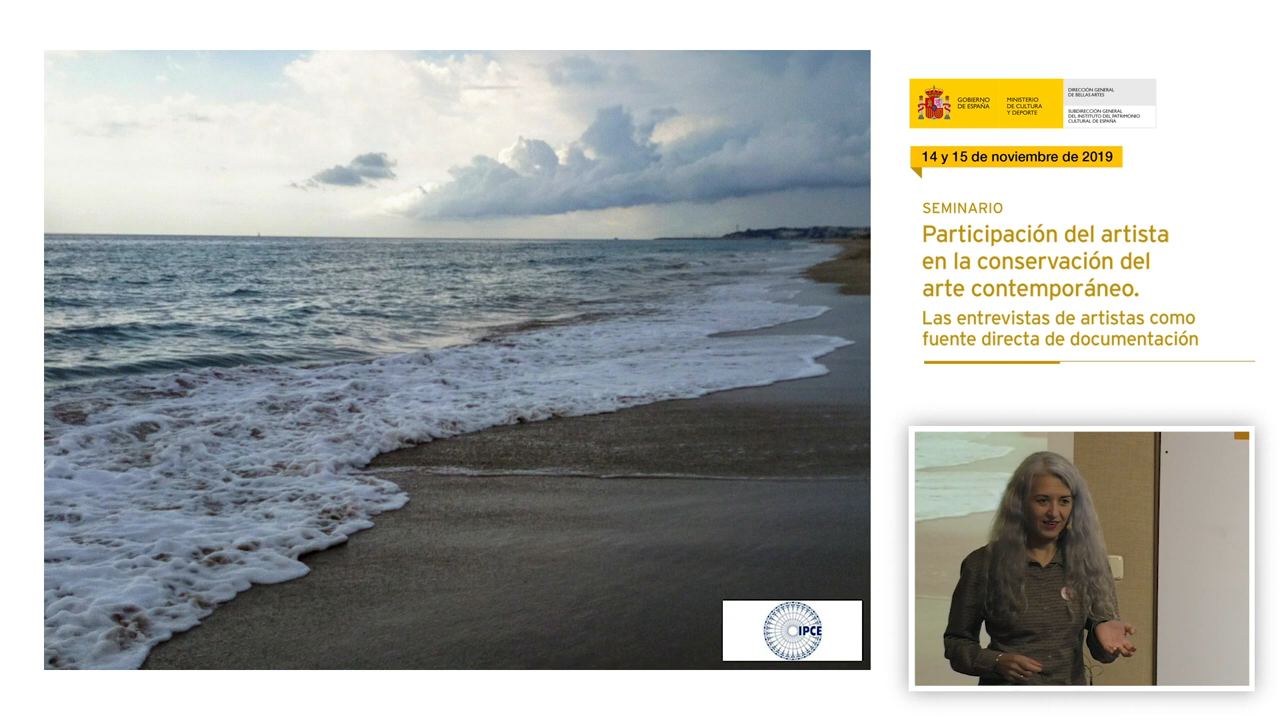 GOBIERNO
DE ESPAÑA
MINISTERIO
DE CULTURA
Y DEPORTE
DIRECCIÓN GENERAL
DE BELLAS ARTES
SUBDIRECCIÓN GENERAL
DEL INSTITUTO DEL PATRIMONIO
CULTURAL DE ESPAÑA
14 y 15 de noviembre de 2019
SEMINARIO
Participación del artista
en la conservación del
arte contemporáneo.
Las entrevistas de artistas como
fuente directa de documentación
IPCE